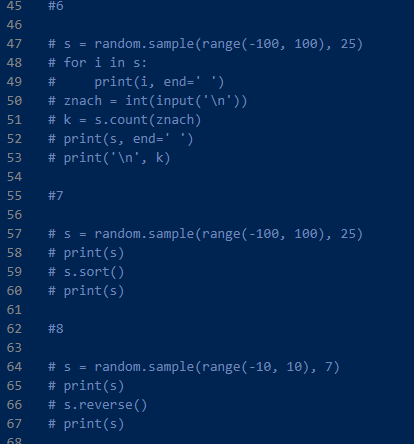 45 #6
46
47 # s = random.sample(range(-100, 100), 25)
48 # for i in s:
49 #     print(i, end=' ')
50 # znach = int(input('\n'))
51 # k = s.count(znach)
52 # print(s, end=' ')
53 # print('\n', k)
54
55 #7
56
57 # s = random.sample(range(-100, 100), 25)
58 # print(s)
59 # s.sort()
60 # print(s)
61
62 #8
63
64 # s = random.sample(range(-10, 10), 7)
65 # print(s)
66 # s.reverse()
67 # print(s)
68